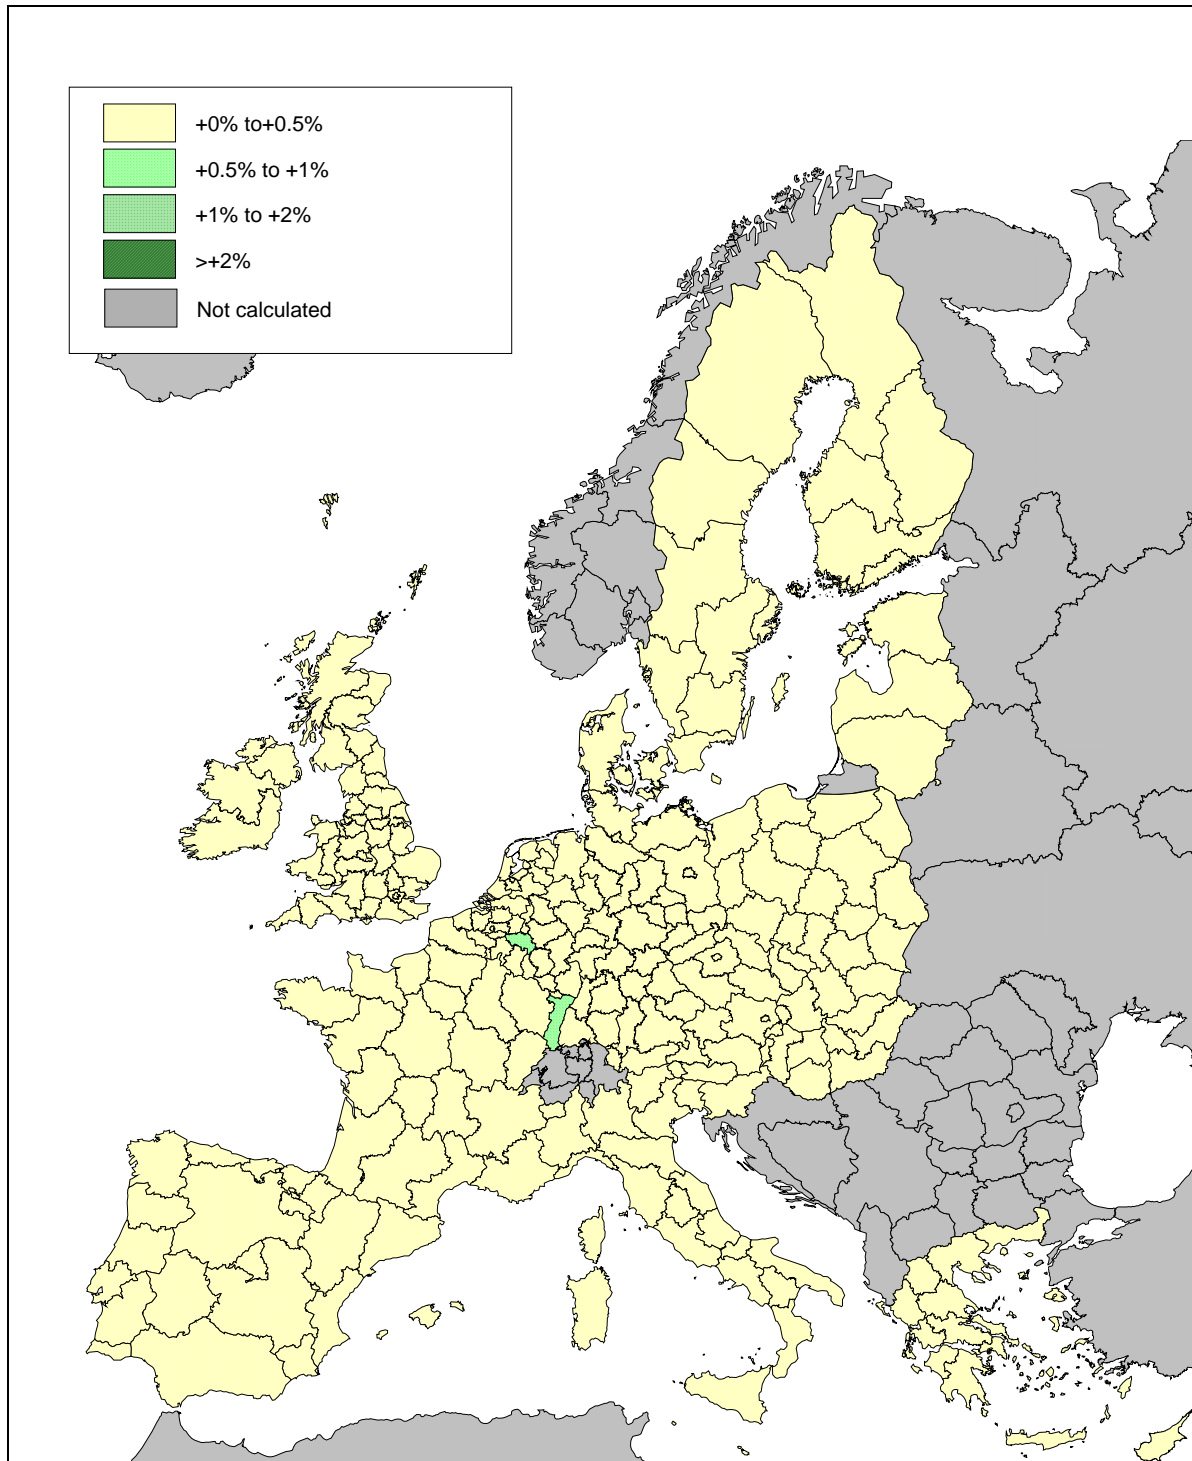 +0% to+0.5%
+0.5% to +1%
+1% to +2%
>+2%
Not calculated